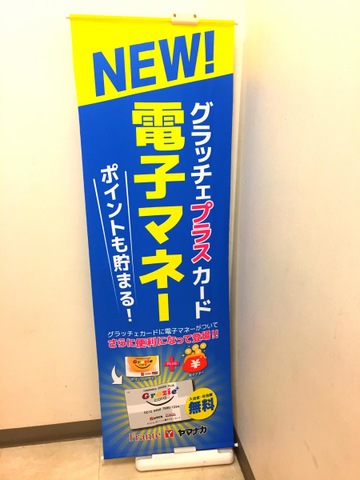 NEW!
グラッチェプラスカード
電子マネー
ポイントも貯まる!
グラッチェカードに電子マネーがついて
さらに便利になって登場!!
Grazie
+
¥
Grazie
無料
Frante ヤマナカ